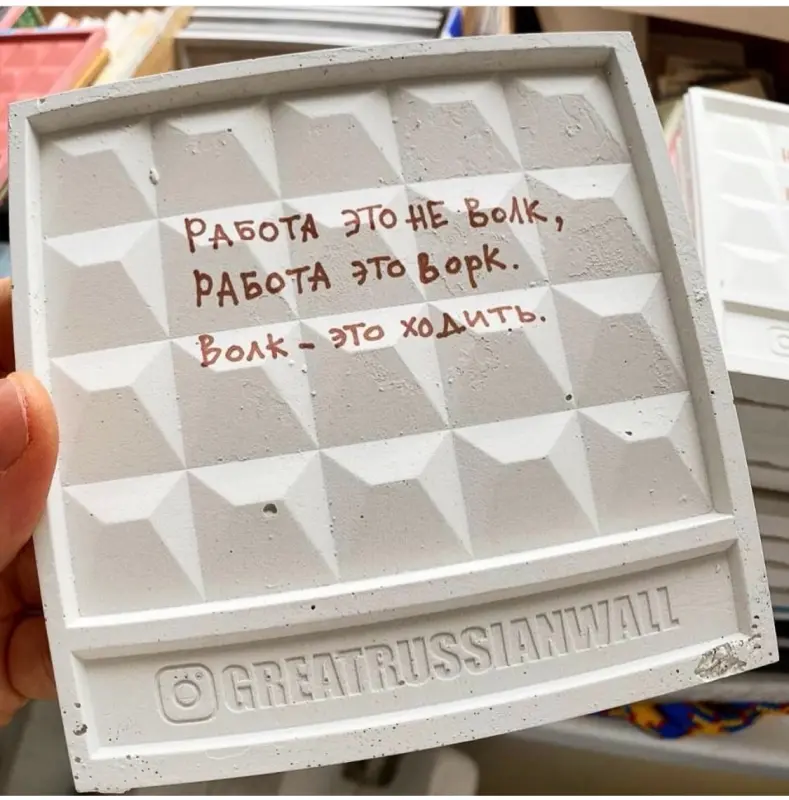 РАБОТА ЭТО НЕ ВОЛК,
РАБОТА ЭТО ВОРК.
ВОЛК – ЭТО ХОДИТЬ.
GREATRUSSIANWALL